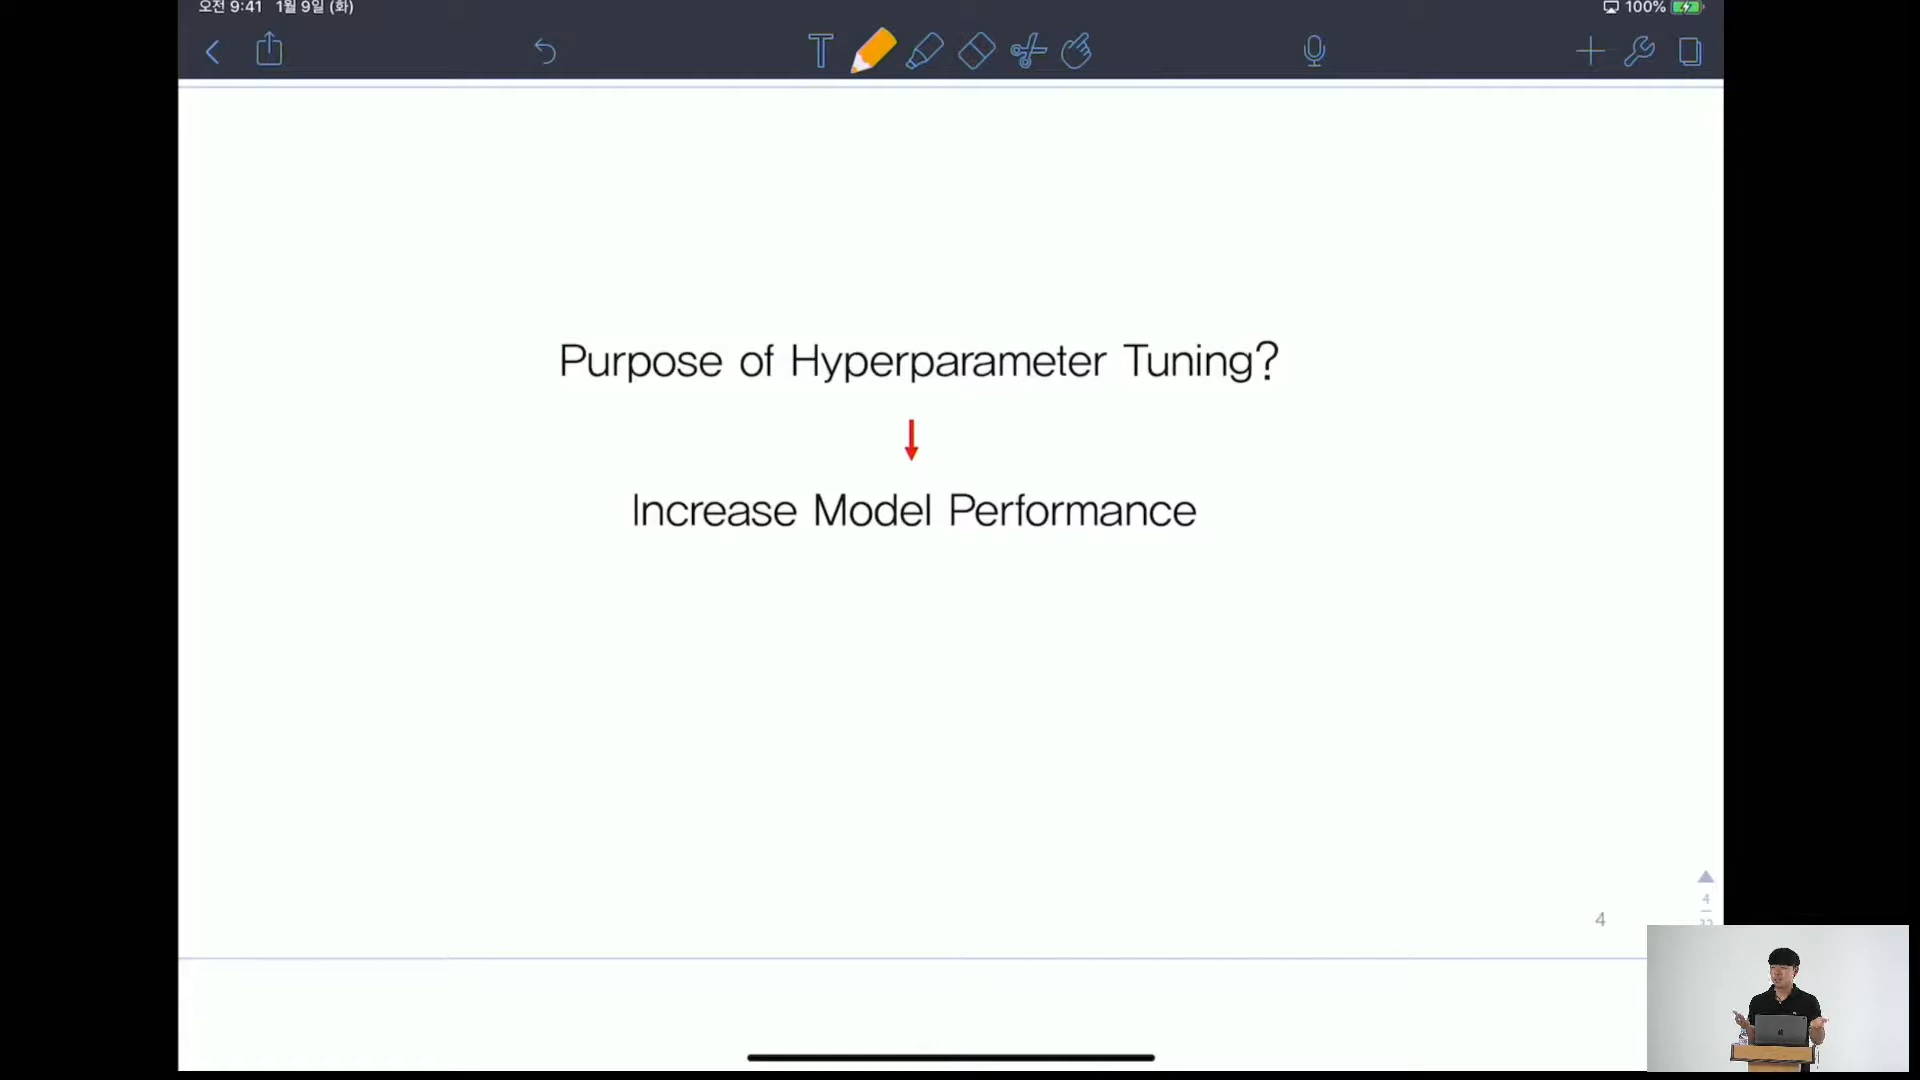 오전 9:41 1월 9일 (화) 100%
T
Purpose of Hyperparameter Tuning?
Increase Model Performance
4
4